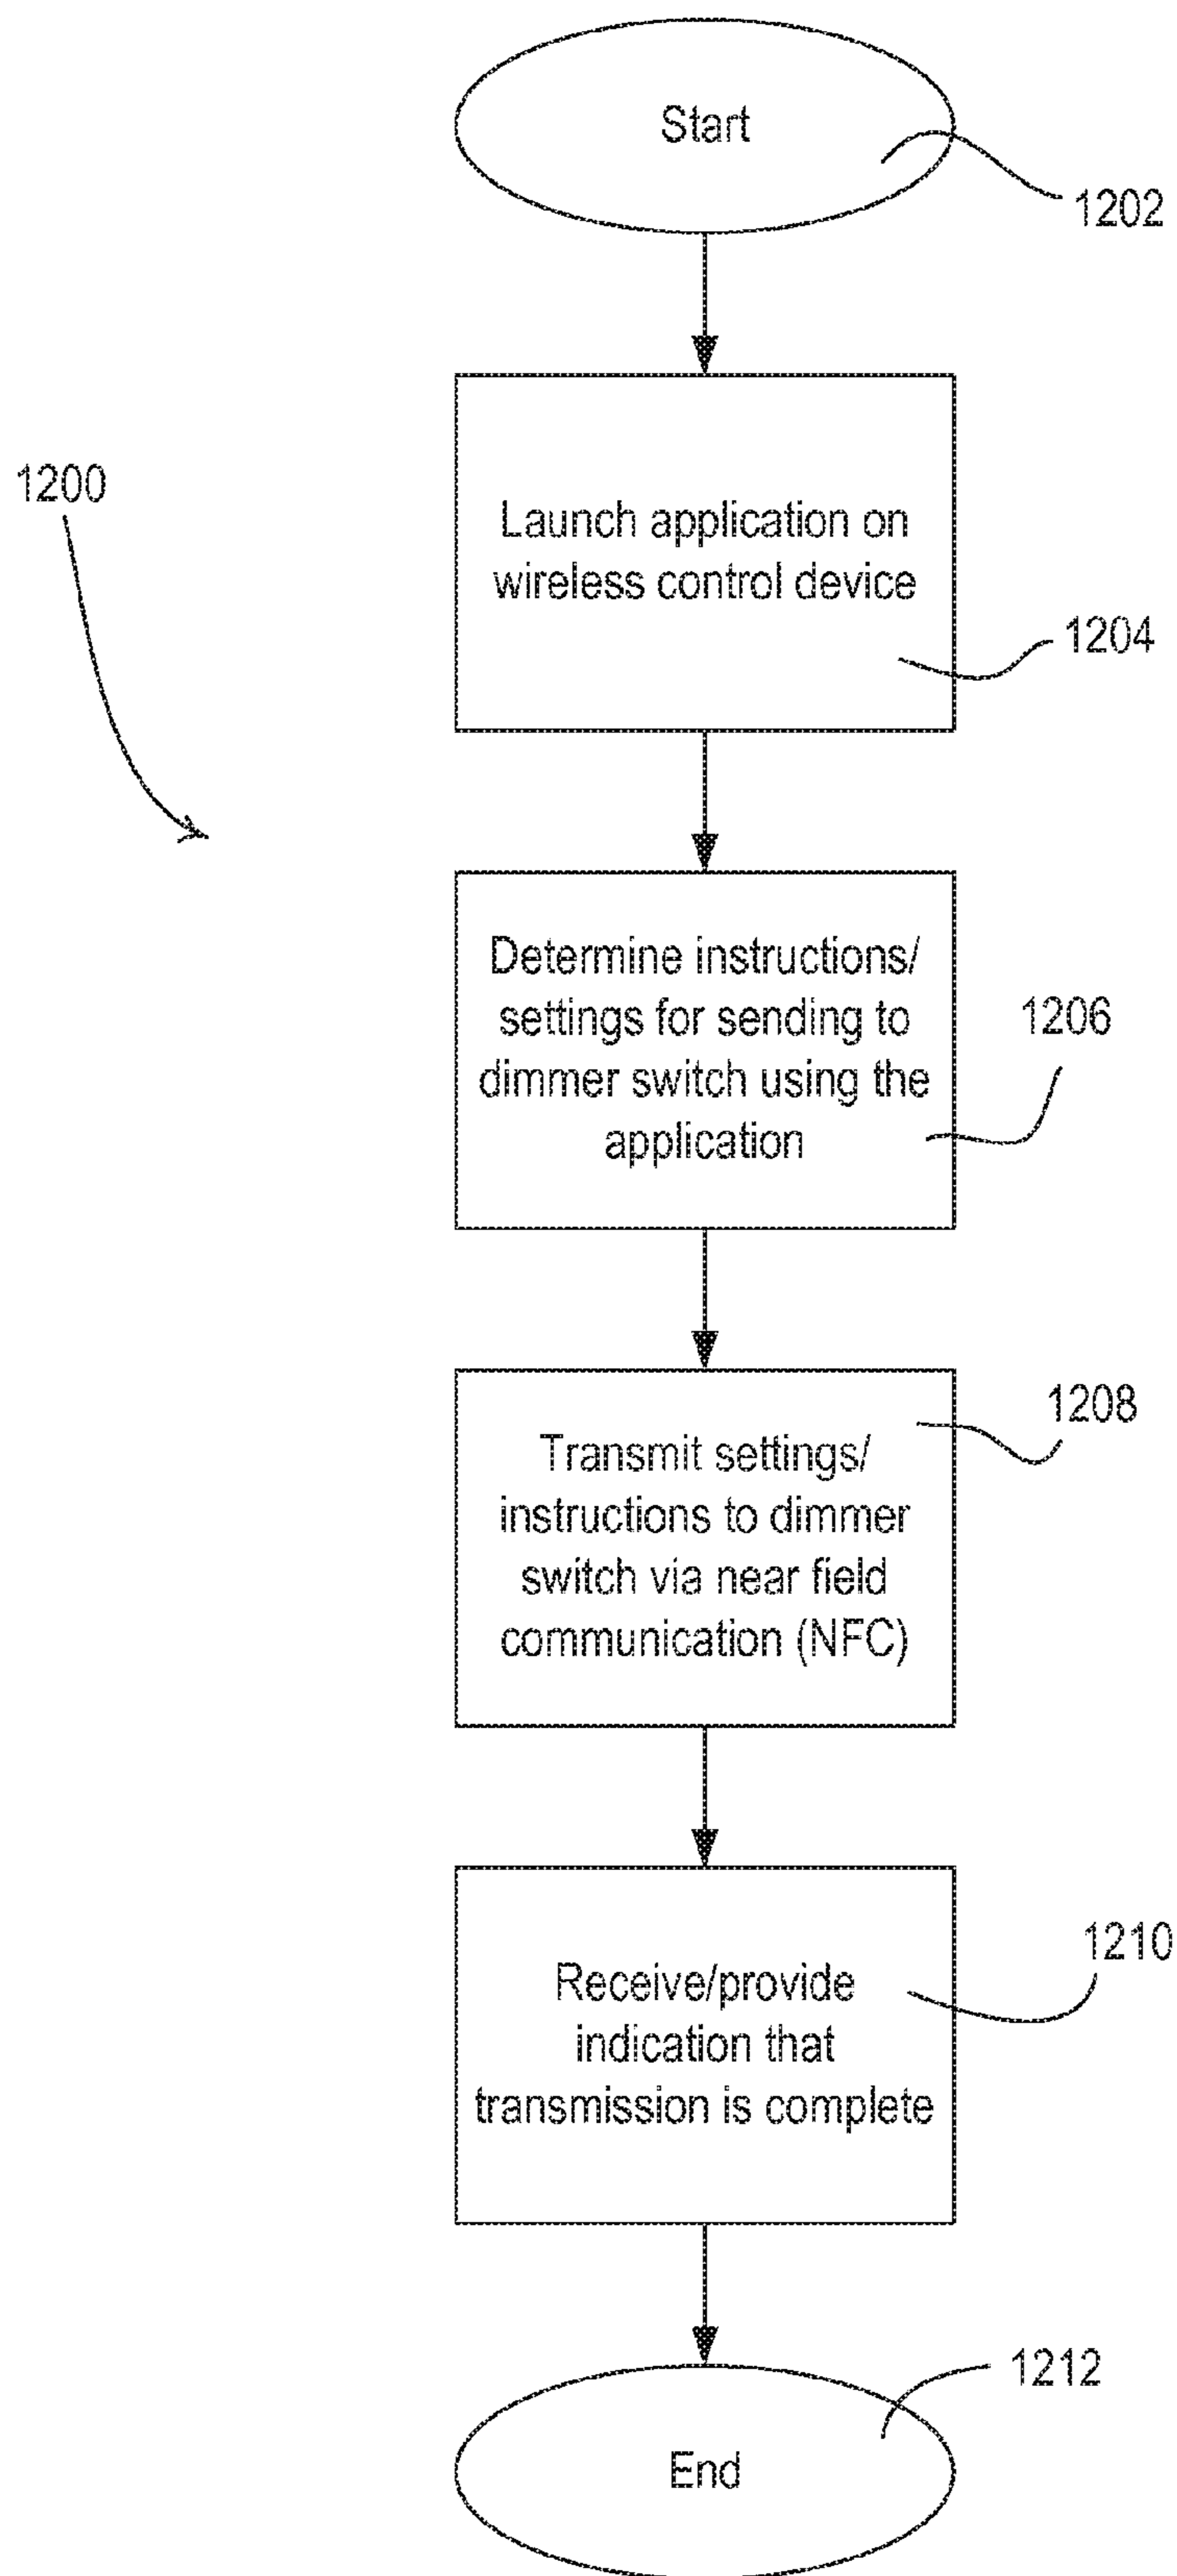 Start
1202
1200
Launch application on
wireless control device
1204
Determine instructions/
settings for sending to
dimmer switch using the
application
1206
Transmit settings/
instructions to dimmer
switch via near field
communication (NFC)
1208
Receive/provide
indication that
transmission is complete
1210
End
1212